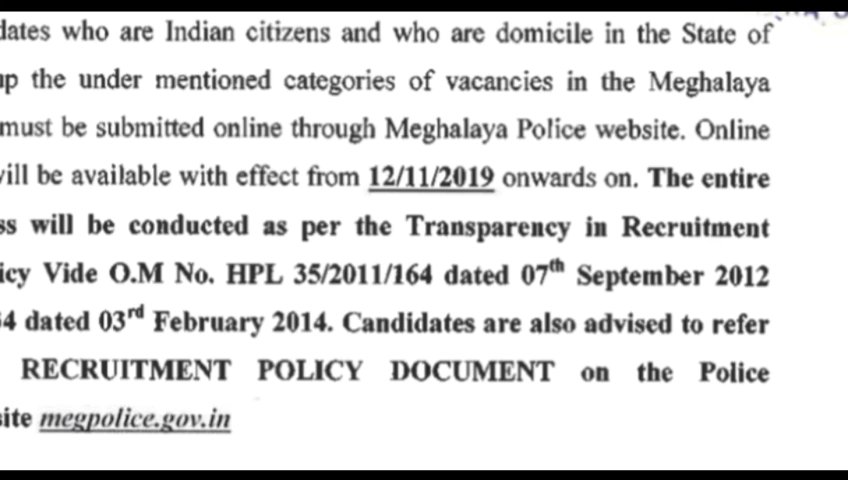 dates who are Indian citizens and who are domicile in the State of
up the under mentioned categories of vacancies in the Meghalaya
must be submitted online through Meghalaya Police website. Online
will be available with effect from 12/11/2019 onwards on. The entire
ss will be conducted as per the Transparency in Recruitment
icy Vide O.M No. HPL 35/2011/164 dated 07th September 2012
4 dated 03rd February 2014. Candidates are also advised to refer
RECRUITMENT POLICY DOCUMENT on the Police
site megpolice.gov.in